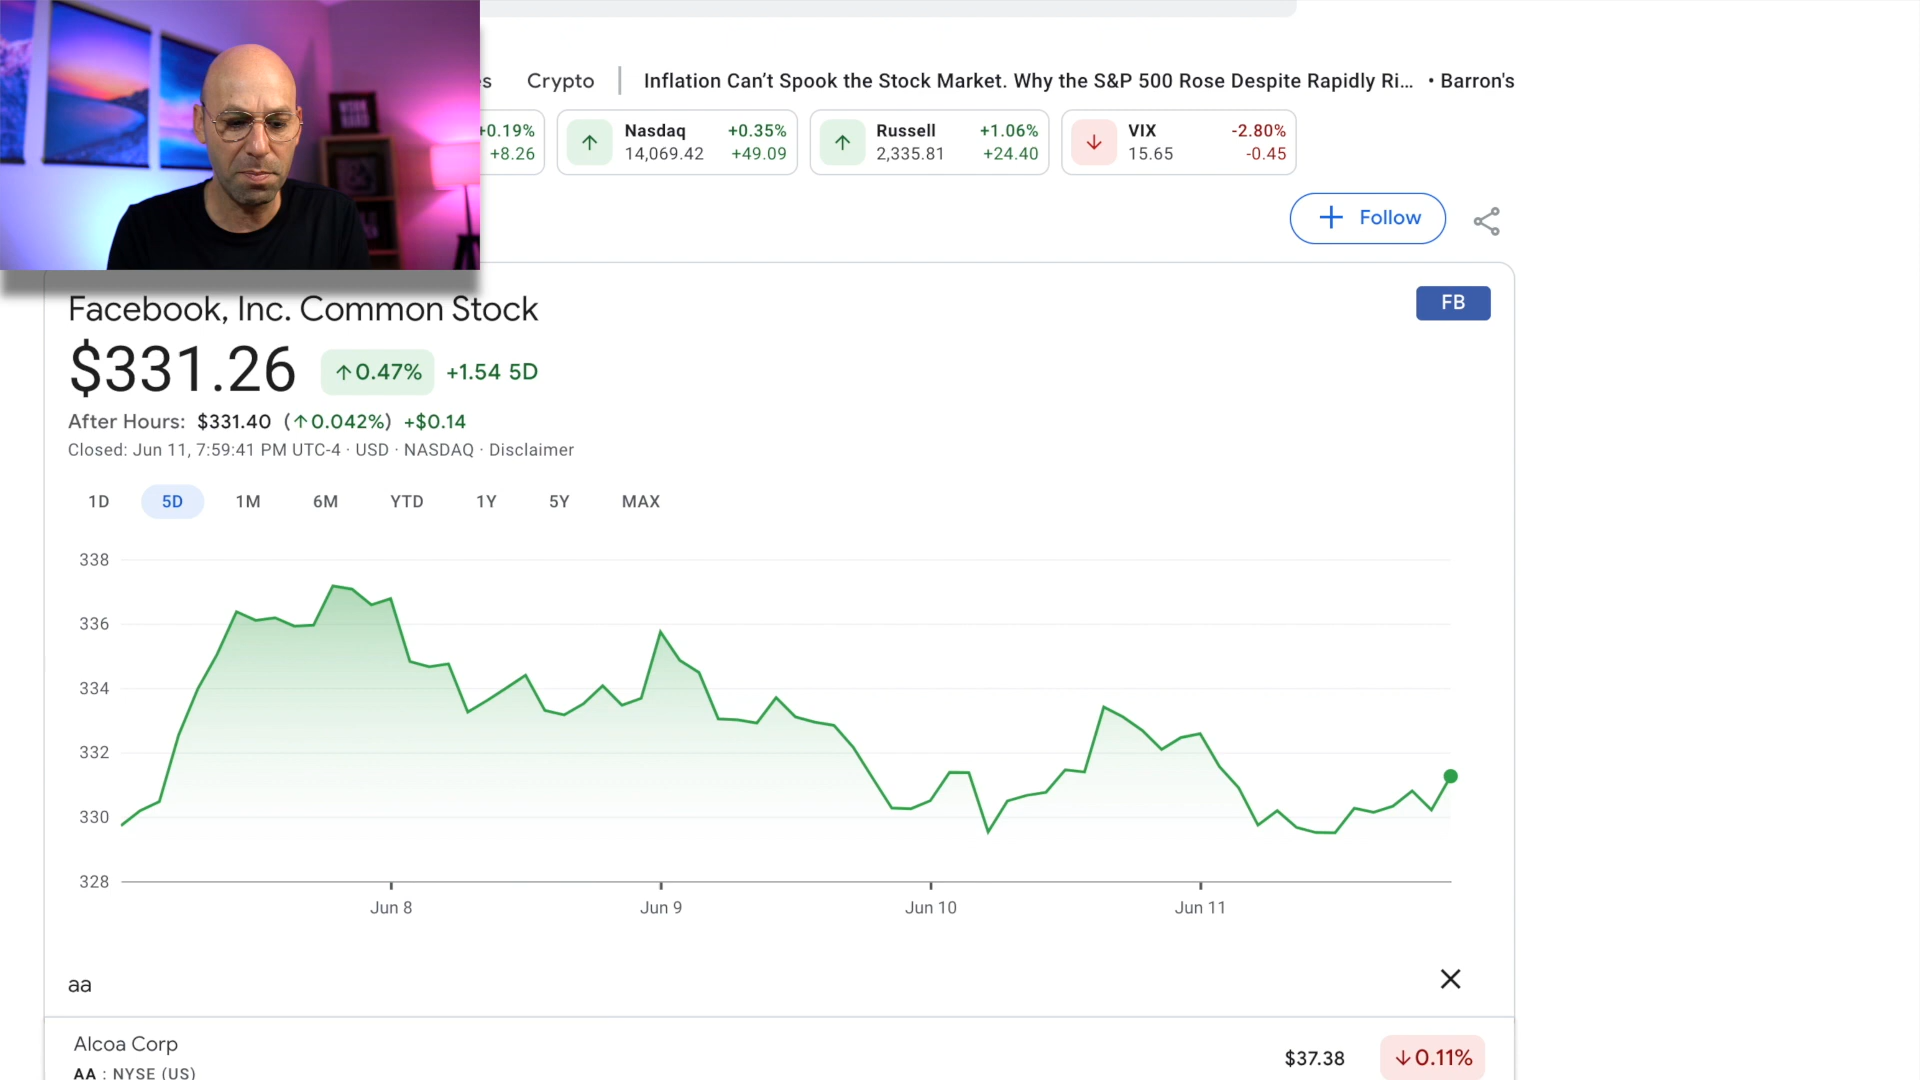 es Crypto Inflation Can’t Spook the Stock Market. Why the S&P 500 Rose Despite Rapidly Ri... • Barron's
+0.19% Nasdaq +0.35% Russell +1.06% VIX -2.80%
+8.26 14,069.42 +49.09 2,335.81 +24.40 15.65 -0.45
Follow
Facebook, Inc. Common Stock FB
$331.26 ↑0.47% +1.54 5D
After Hours: $331.40 (↑0.042%) +$0.14
Closed: Jun 11, 7:59:41 PM UTC-4 · USD · NASDAQ · Disclaimer
1D 5D 1M 6M YTD 1Y 5Y MAX
338
336
334
332
330
328
Jun 8 Jun 9 Jun 10 Jun 11
aa
Alcoa Corp
$37.38 ↓0.11%
AA : NYSE (US)